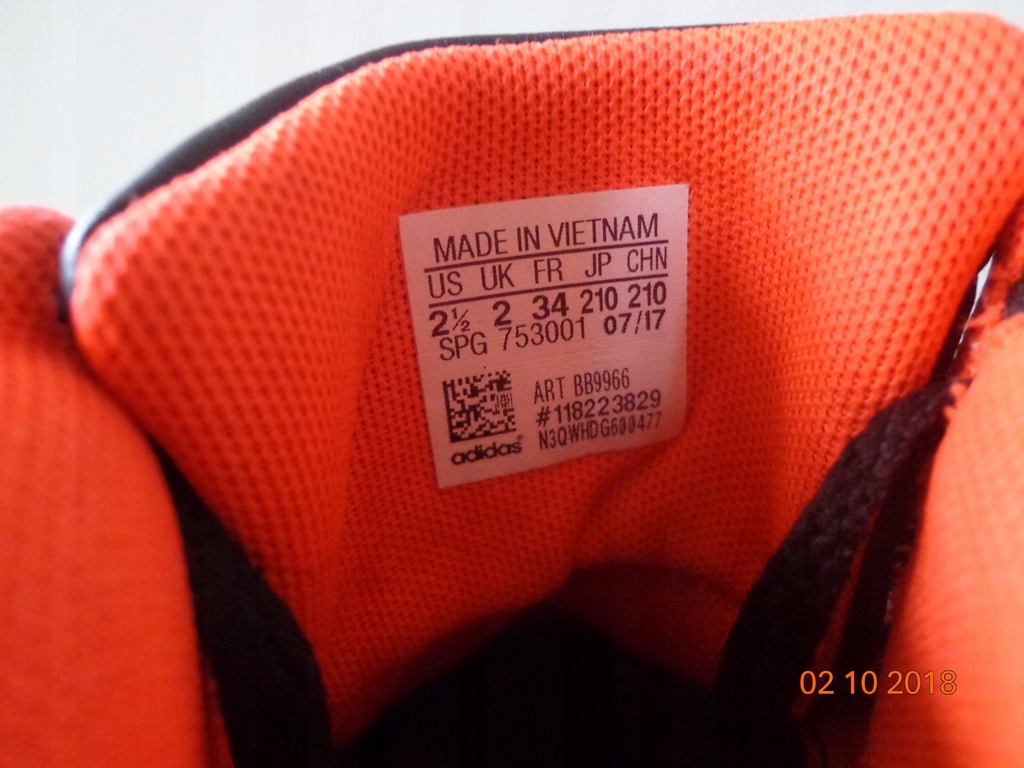 MADE IN VIETNAM
US UK FR JP CHN
2½ 2 34 210 210
SPG 753001 07/17
ART BB9966
#118223829
N3QWHDG600477
adidas
02 10 2018